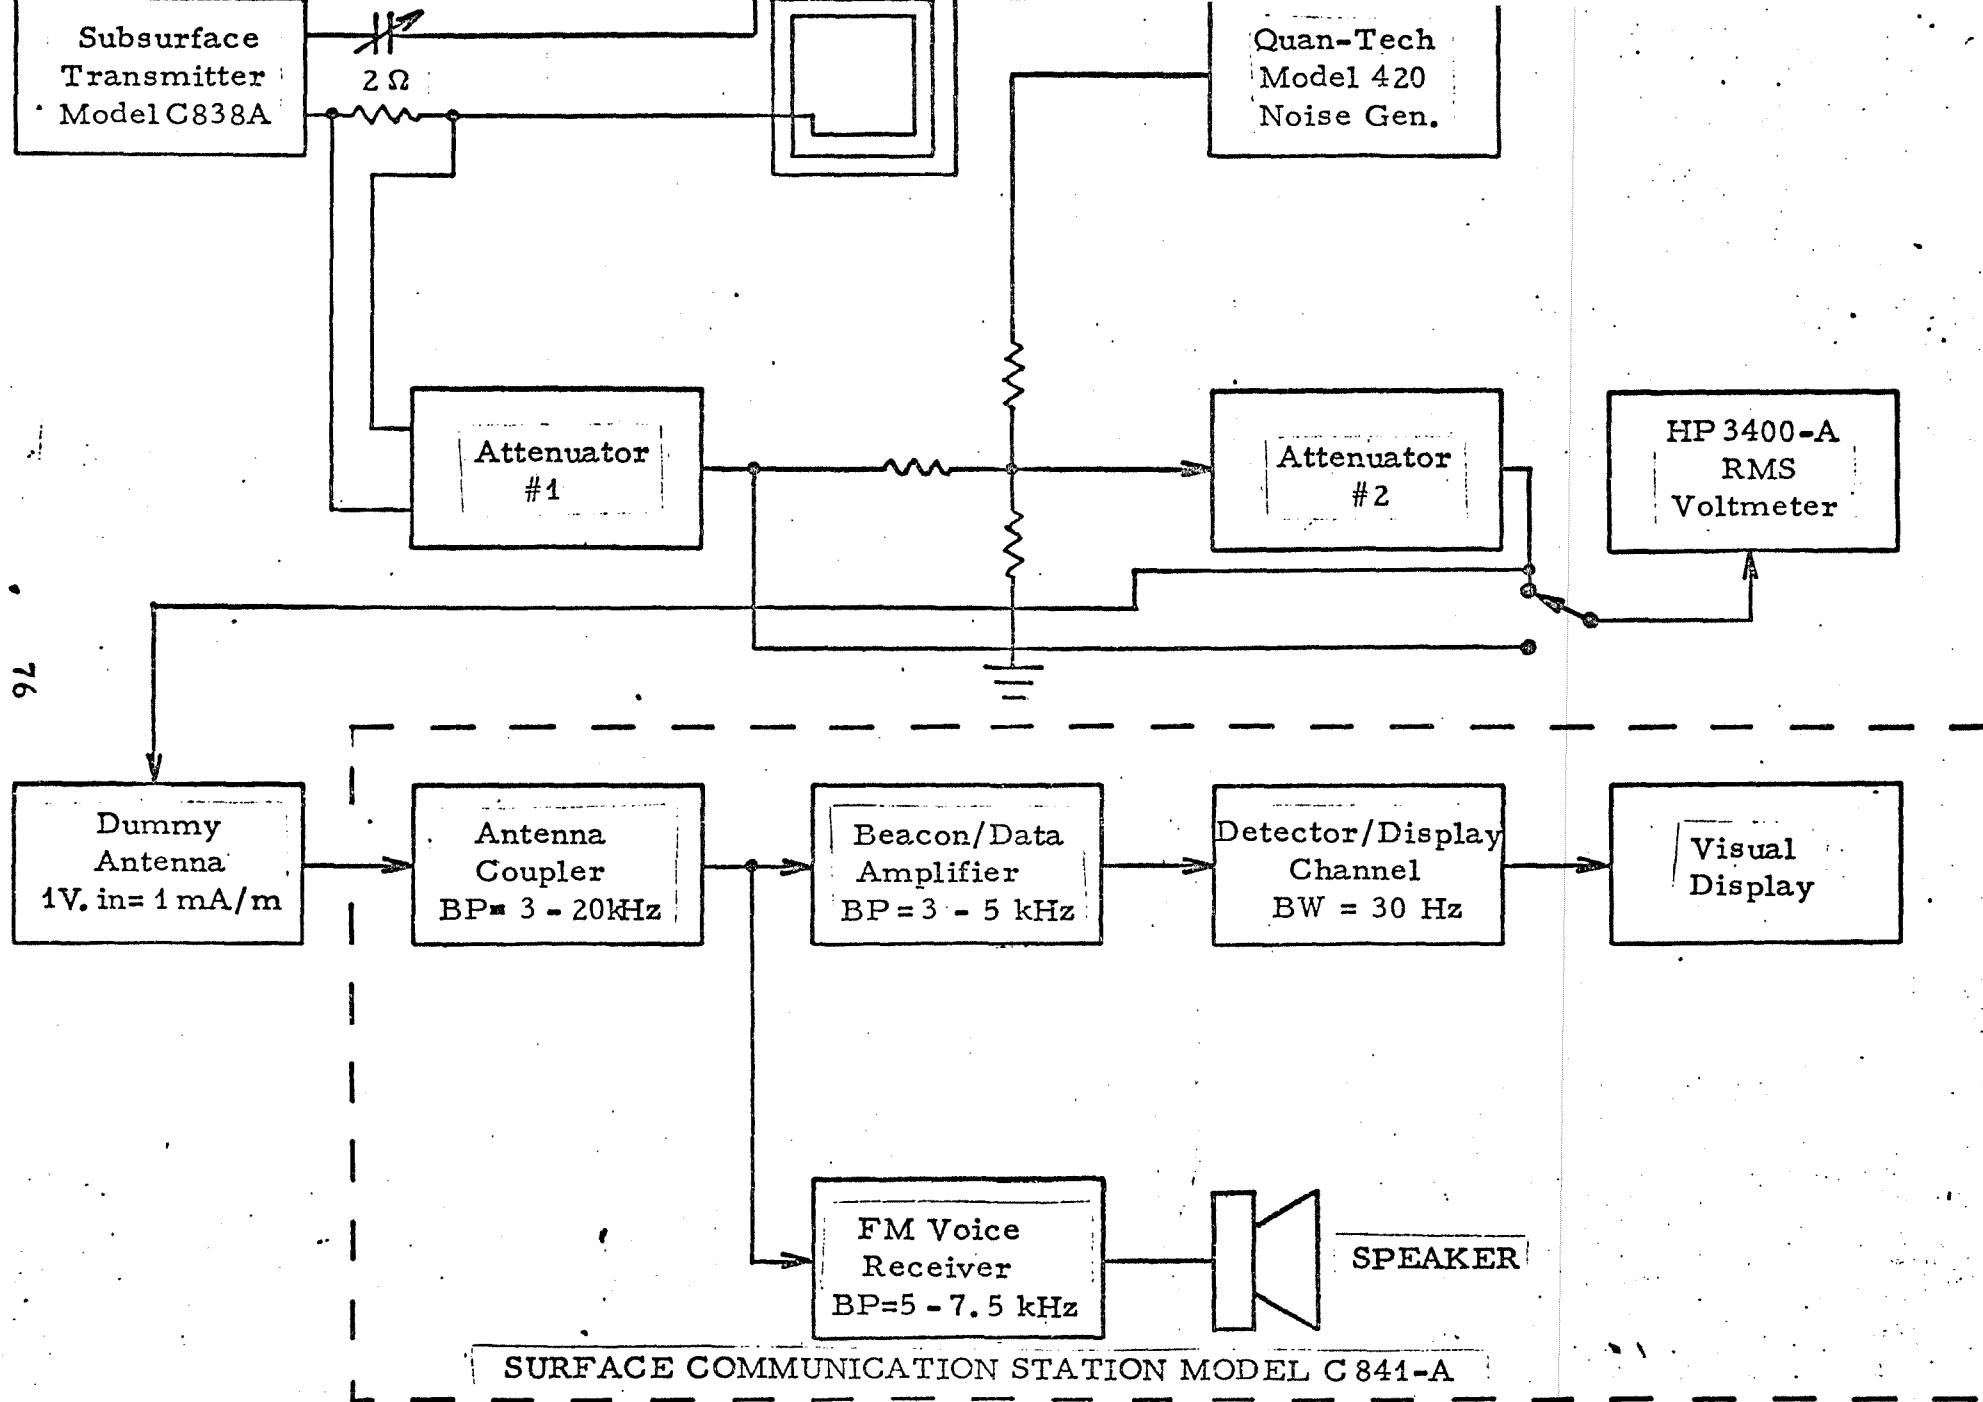 Subsurface
Transmitter
Model C838A
2 Ω
Quan-Tech
Model 420
Noise Gen.
Attenuator
#1
Attenuator
#2
HP 3400-A
RMS
Voltmeter
76
Dummy
Antenna
1V. in= 1 mA/m
Antenna
Coupler
BP= 3 - 20kHz
Beacon/Data
Amplifier
BP = 3 - 5 kHz
Detector/Display
Channel
BW = 30 Hz
Visual
Display
FM Voice
Receiver
BP=5 - 7.5 kHz
SPEAKER
SURFACE COMMUNICATION STATION MODEL C 841-A